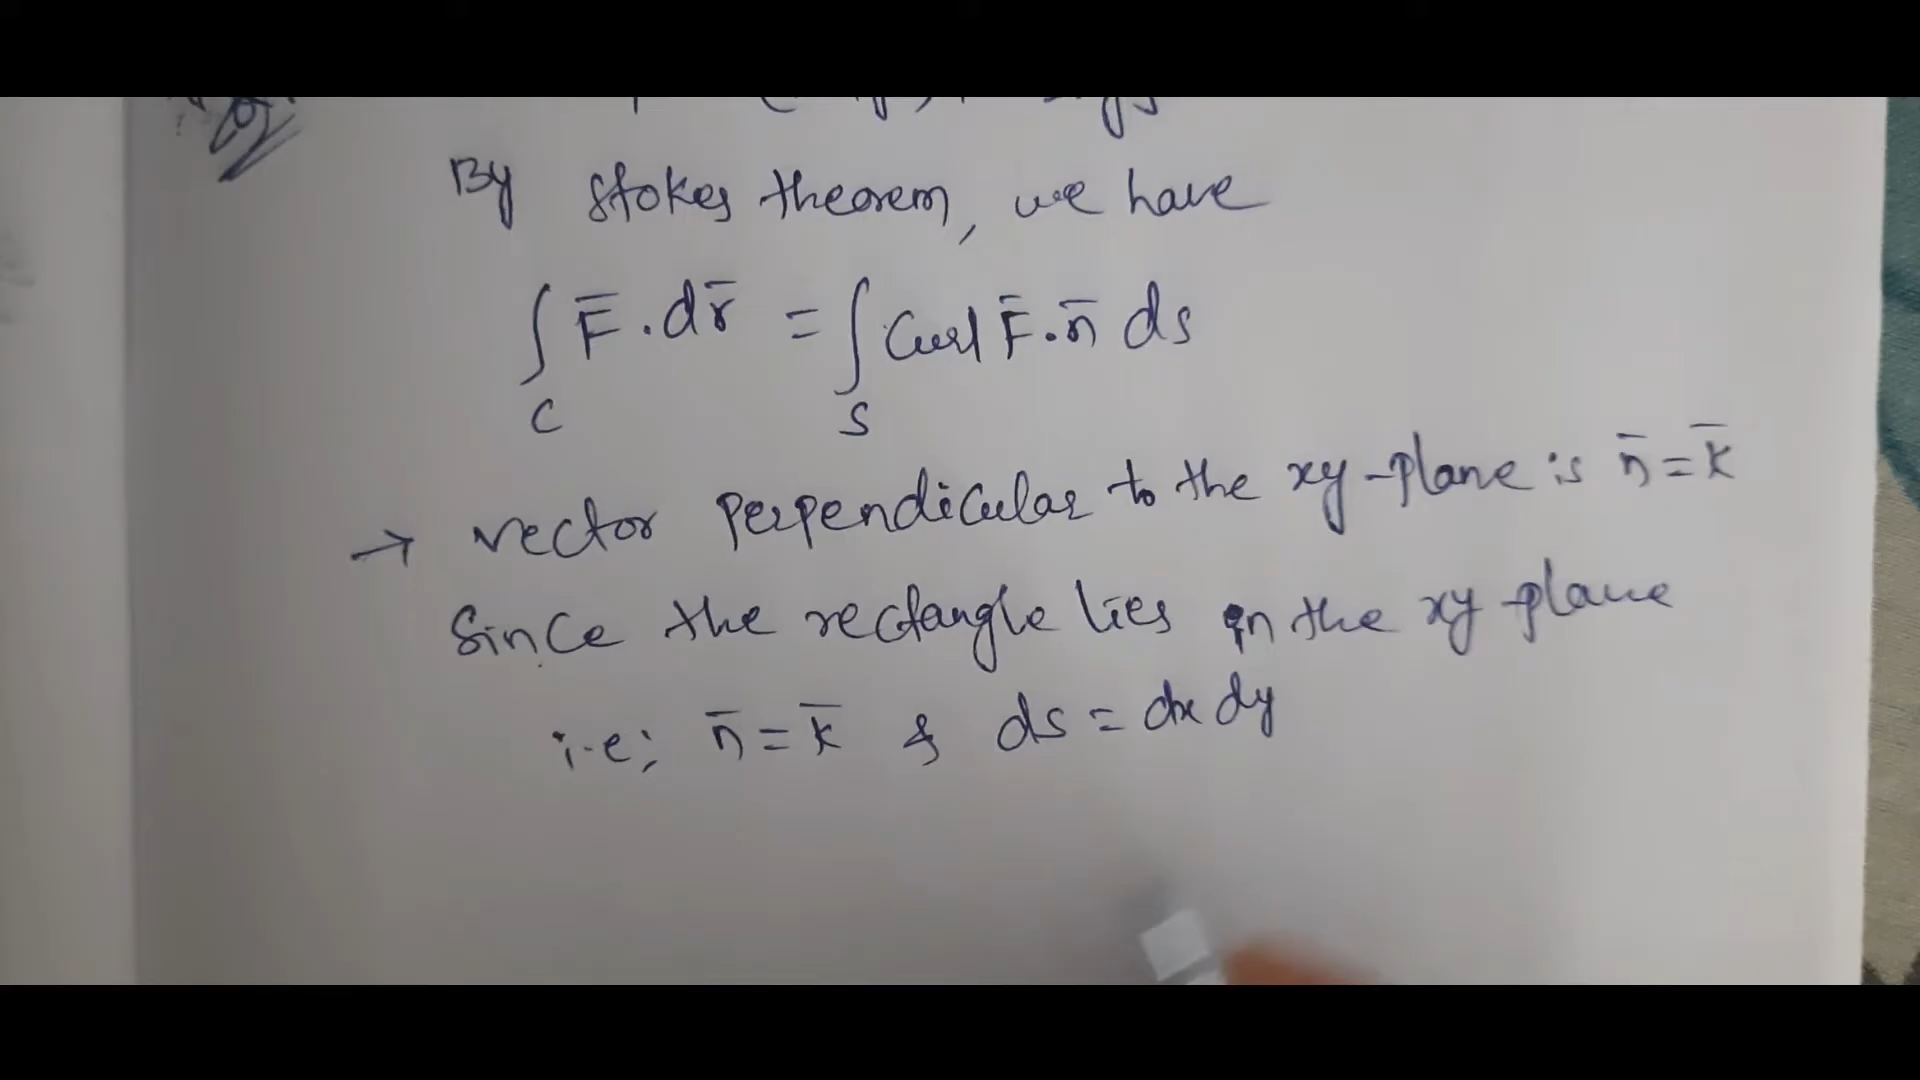 By Stokes theorem, we have
∫_C F̄ . dr̄ = ∫_S Curl F̄ . n̄ ds
→ vector perpendicular to the xy-plane is n̄ = k̄
Since the rectangle lies in the xy plane
i.e; n̄ = k̄ & ds = dx dy